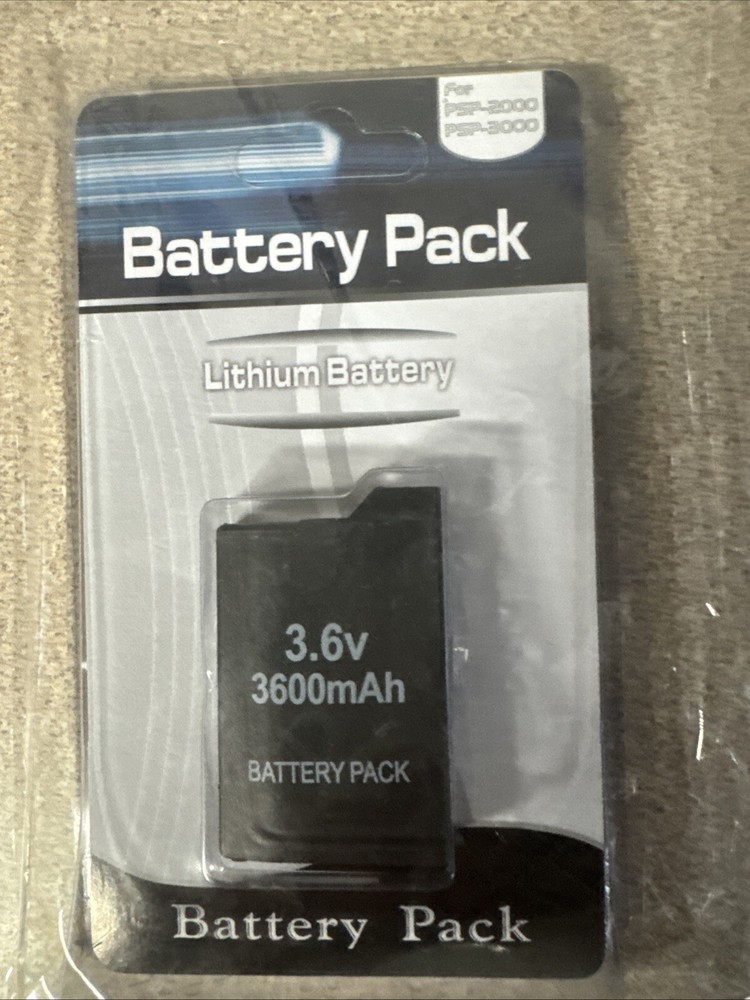 For
PSP-2000
PSP-3000
Battery Pack
Lithium Battery
3.6v
3600mAh
BATTERY PACK
Battery Pack